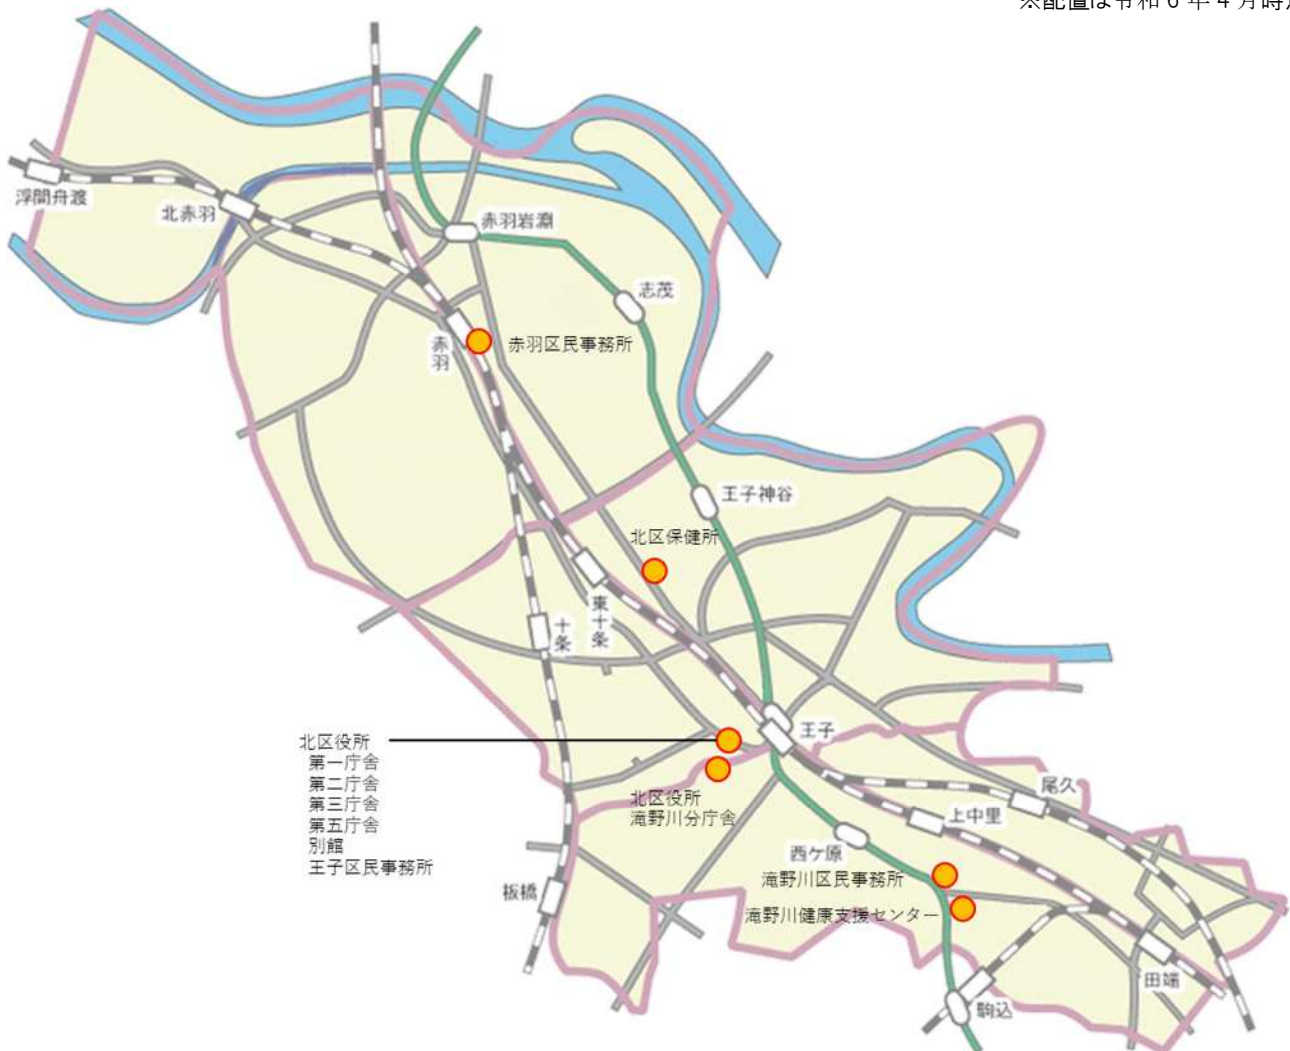 ※配置は令和6年4月時
浮間舟渡
北赤羽
赤羽岩淵
志茂
赤羽
赤羽区民事務所
王子神谷
北区保健所
東十条
十条
王子
北区役所
第一庁舎
第二庁舎
第三庁舎
第五庁舎
別館
王子区民事務所
北区役所
滝野川分庁舎
尾久
上中里
西ケ原
滝野川区民事務所
板橋
滝野川健康支援センター
田端
駒込